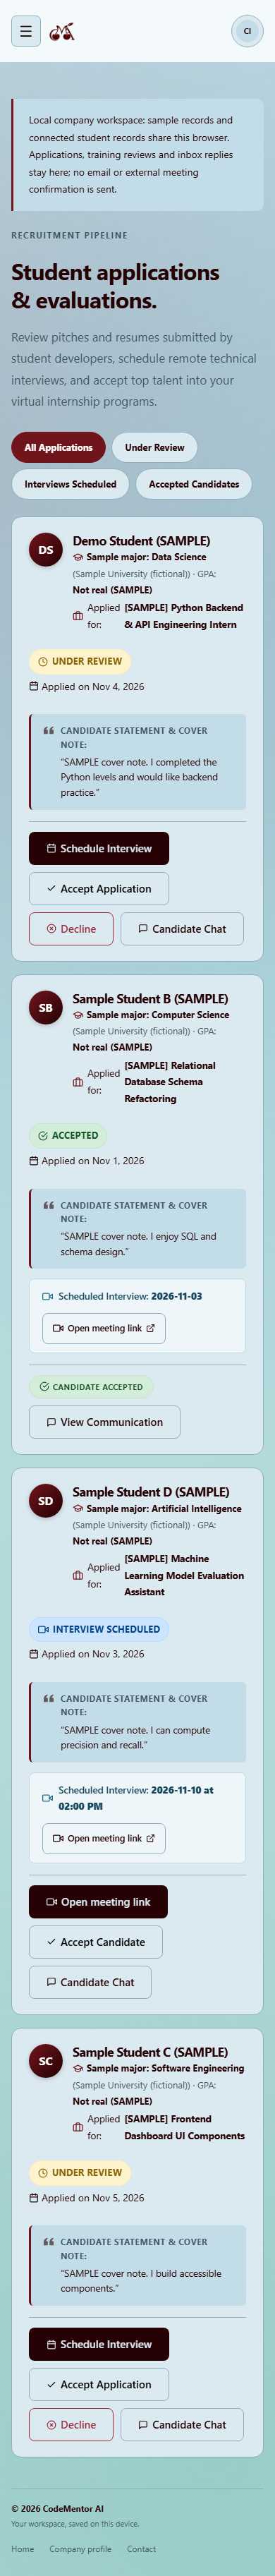 CI
Local company workspace: sample records and
connected student records share this browser.
Applications, training reviews and inbox replies
stay here; no email or external meeting
confirmation is sent.
RECRUITMENT PIPELINE
Student applications
& evaluations.
Review pitches and resumes submitted by
student developers, schedule remote technical
interviews, and accept top talent into your
virtual internship programs.
All Applications
Under Review
Interviews Scheduled
Accepted Candidates
DS
Demo Student (SAMPLE)
Sample major: Data Science
(Sample University (fictional)) · GPA:
Not real (SAMPLE)
Applied for:
[SAMPLE] Python Backend
& API Engineering Intern
UNDER REVIEW
Applied on Nov 4, 2026
CANDIDATE STATEMENT & COVER
NOTE:
“SAMPLE cover note. I completed the
Python levels and would like backend
practice.”
Schedule Interview
Accept Application
Decline
Candidate Chat
SB
Sample Student B (SAMPLE)
Sample major: Computer Science
(Sample University (fictional)) · GPA:
Not real (SAMPLE)
Applied for:
[SAMPLE] Relational
Database Schema
Refactoring
ACCEPTED
Applied on Nov 1, 2026
CANDIDATE STATEMENT & COVER
NOTE:
“SAMPLE cover note. I enjoy SQL and
schema design.”
Scheduled Interview: 2026-11-03
Open meeting link
CANDIDATE ACCEPTED
View Communication
SD
Sample Student D (SAMPLE)
Sample major: Artificial Intelligence
(Sample University (fictional)) · GPA:
Not real (SAMPLE)
Applied for:
[SAMPLE] Machine
Learning Model Evaluation
Assistant
INTERVIEW SCHEDULED
Applied on Nov 3, 2026
CANDIDATE STATEMENT & COVER
NOTE:
“SAMPLE cover note. I can compute
precision and recall.”
Scheduled Interview: 2026-11-10 at
02:00 PM
Open meeting link
Open meeting link
Accept Candidate
Candidate Chat
SC
Sample Student C (SAMPLE)
Sample major: Software Engineering
(Sample University (fictional)) · GPA:
Not real (SAMPLE)
Applied for:
[SAMPLE] Frontend
Dashboard UI Components
UNDER REVIEW
Applied on Nov 5, 2026
CANDIDATE STATEMENT & COVER
NOTE:
“SAMPLE cover note. I build accessible
components.”
Schedule Interview
Accept Application
Decline
Candidate Chat
© 2026 CodeMentor AI
Your workspace, saved on this device.
Home
Company profile
Contact